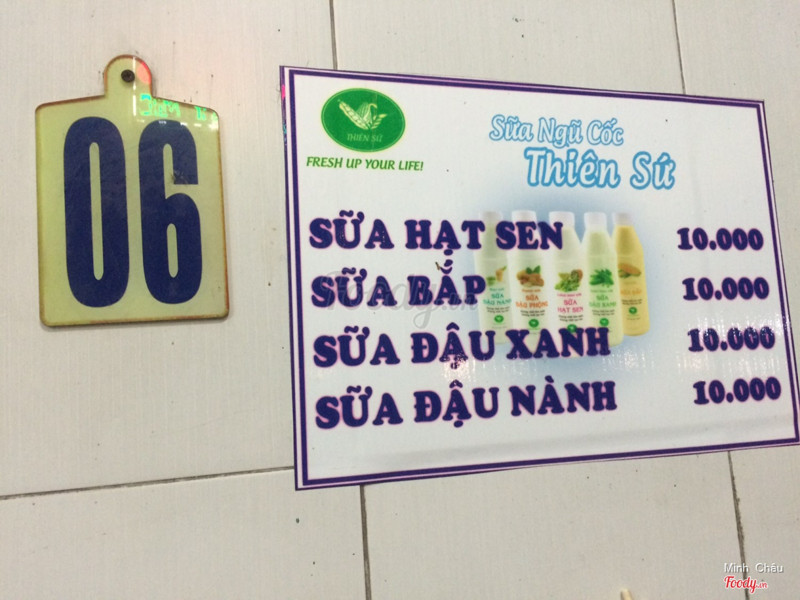 06
THIÊN SỨ
FRESH UP YOUR LIFE!
Sữa Ngũ Cốc
Thiên Sứ
SỮA HẠT SEN 10.000
SỮA BẮP 10.000
SỮA ĐẬU XANH 10.000
SỮA ĐẬU NÀNH 10.000
SỮA
ĐẬU PHỘNG
SỮA
HẠT SEN
Foody.vn
Minh Châu
Foody.vn